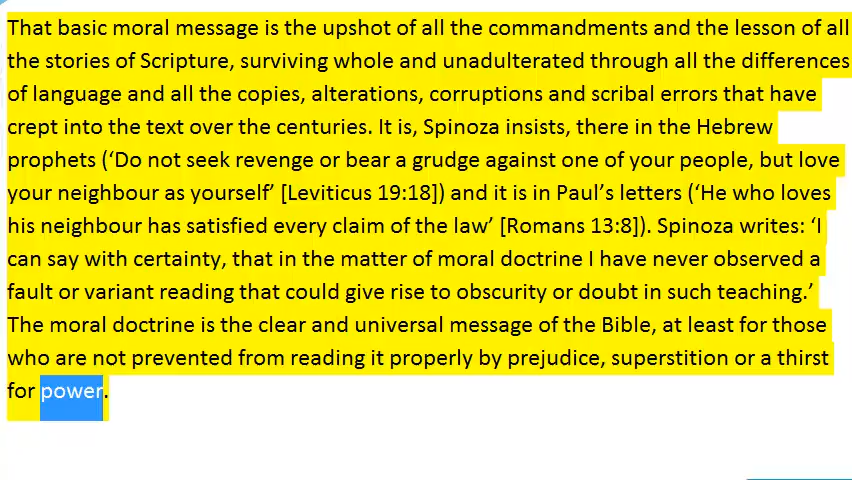 That basic moral message is the upshot of all the commandments and the lesson of all
the stories of Scripture, surviving whole and unadulterated through all the differences
of language and all the copies, alterations, corruptions and scribal errors that have
crept into the text over the centuries. It is, Spinoza insists, there in the Hebrew
prophets (‘Do not seek revenge or bear a grudge against one of your people, but love
your neighbour as yourself’ [Leviticus 19:18]) and it is in Paul’s letters (‘He who loves
his neighbour has satisfied every claim of the law’ [Romans 13:8]). Spinoza writes: ‘I
can say with certainty, that in the matter of moral doctrine I have never observed a
fault or variant reading that could give rise to obscurity or doubt in such teaching.’
The moral doctrine is the clear and universal message of the Bible, at least for those
who are not prevented from reading it properly by prejudice, superstition or a thirst
for power.